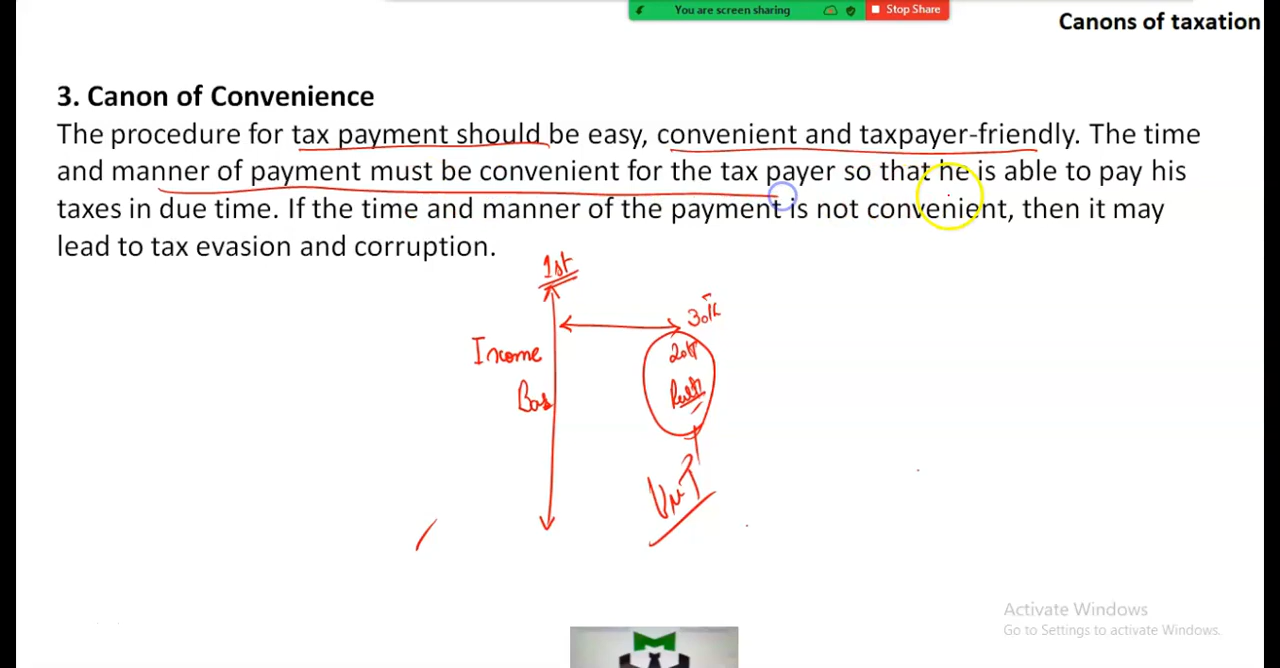 You are screen sharing
Stop Share
Canons of taxation
3. Canon of Convenience
The procedure for tax payment should be easy, convenient and taxpayer-friendly. The time
and manner of payment must be convenient for the tax payer so that he is able to pay his
taxes in due time. If the time and manner of the payment is not convenient, then it may
lead to tax evasion and corruption.
1st
30th
Income
Activate Windows
Go to Settings to activate Windows.